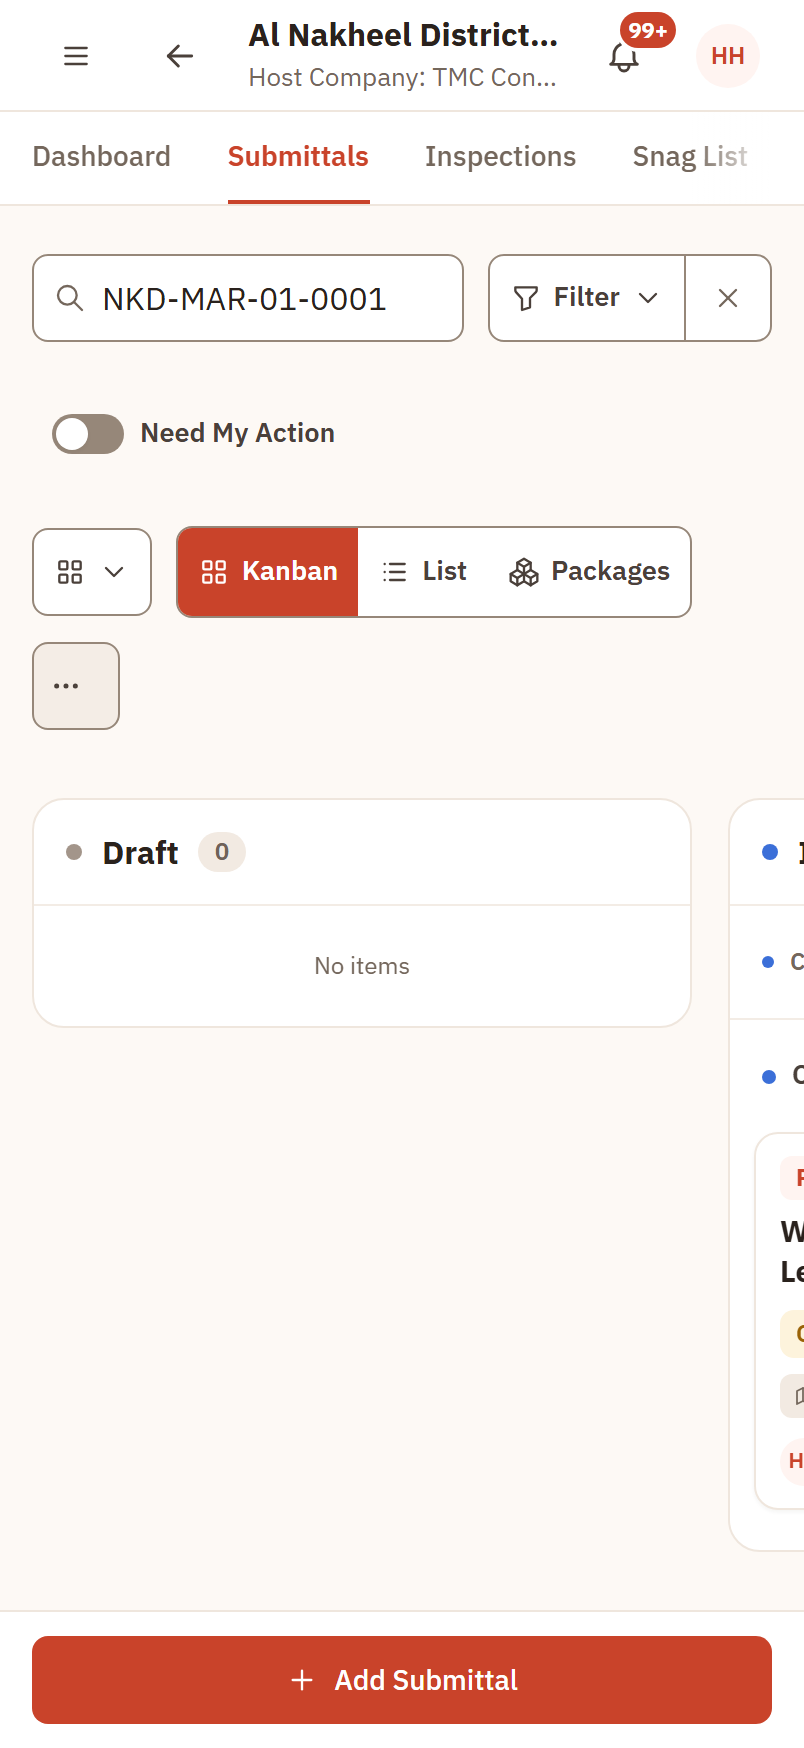 Al Nakheel District...
99+
HH
Host Company: TMC Con...
Dashboard
Submittals
Inspections
Snag List
NKD-MAR-01-0001
Filter
Need My Action
Kanban
List
Packages
Draft
0
No items
Add Submittal